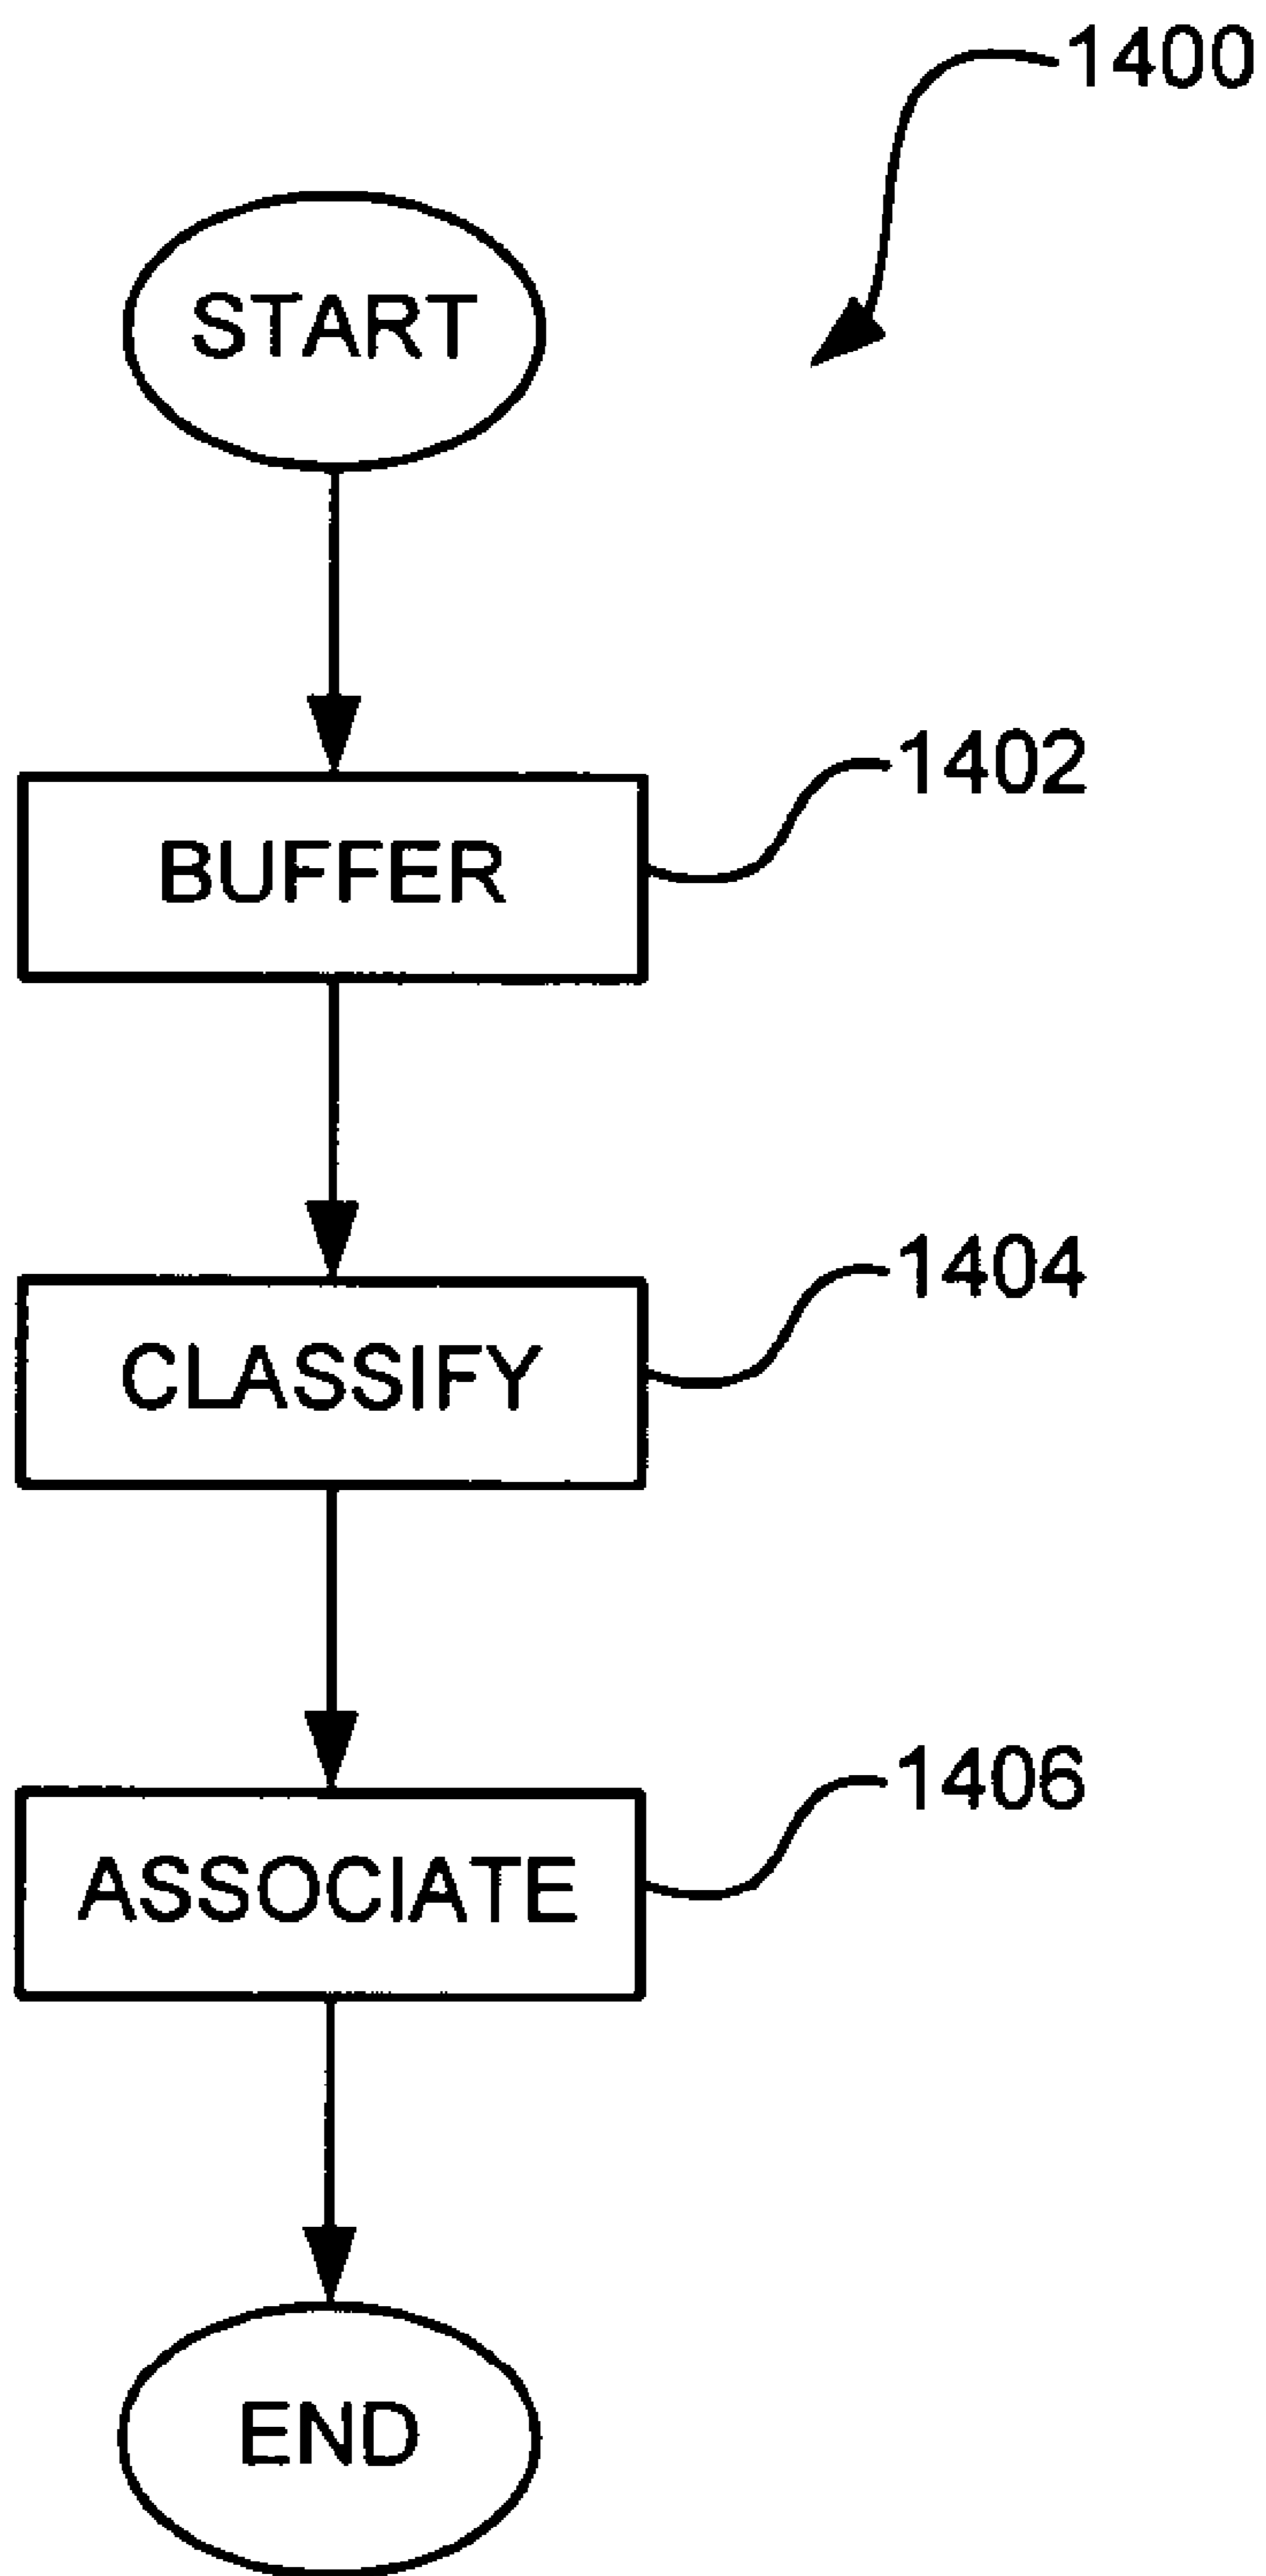 1400
START
BUFFER
1402
CLASSIFY
1404
ASSOCIATE
1406
END